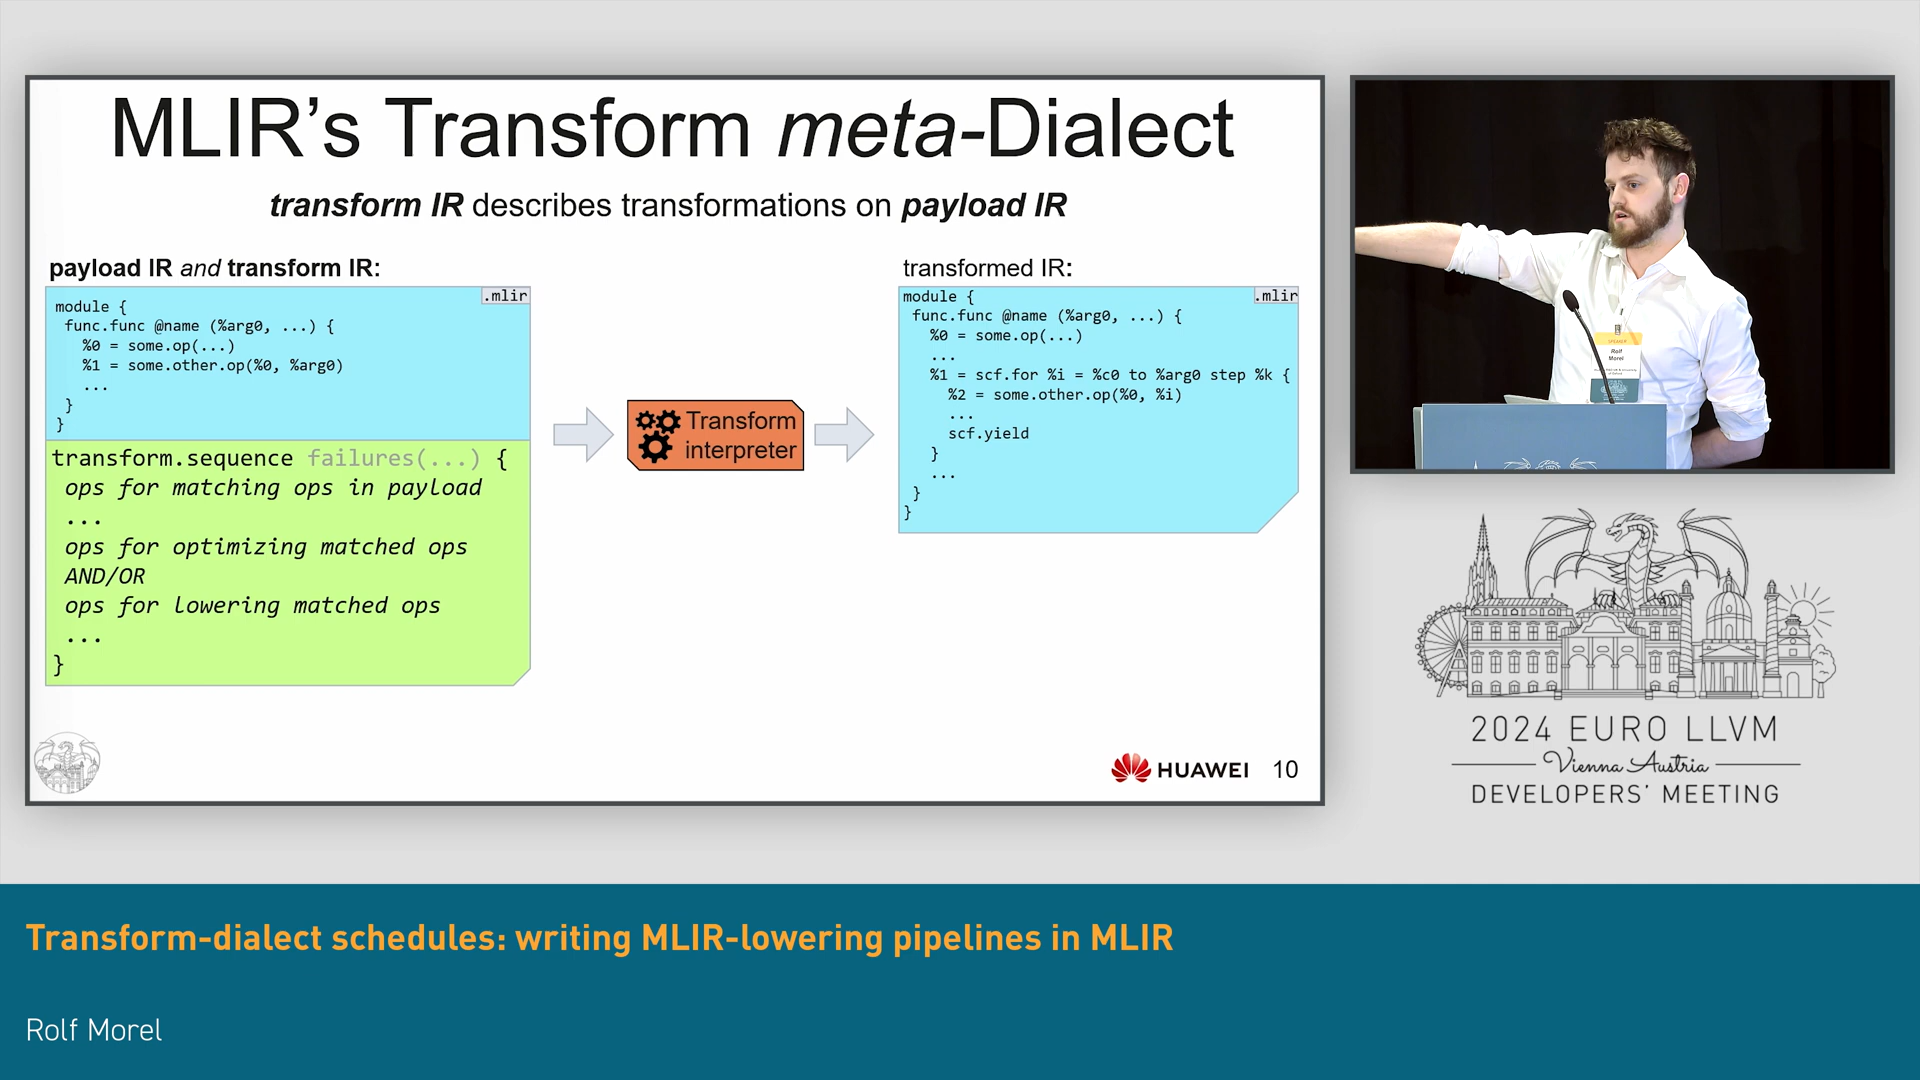 MLIR’s Transform meta-Dialect
transform IR describes transformations on payload IR
payload IR and transform IR:
.mlir
module {
func.func @name (%arg0, ...) {
%0 = some.op(...)
%1 = some.other.op(%0, %arg0)
...
}
}
transform.sequence failures(...) {
ops for matching ops in payload
...
ops for optimizing matched ops
AND/OR
ops for lowering matched ops
...
}
Transform
interpreter
transformed IR:
.mlir
module {
func.func @name (%arg0, ...) {
%0 = some.op(...)
...
%1 = scf.for %i = %c0 to %arg0 step %k {
%2 = some.other.op(%0, %i)
...
scf.yield
}
...
}
}
HUAWEI 10
SPEAKER
Rolf
Morel
2024 EURO LLVM
Vienna Austria
DEVELOPERS’ MEETING
Transform-dialect schedules: writing MLIR-lowering pipelines in MLIR
Rolf Morel